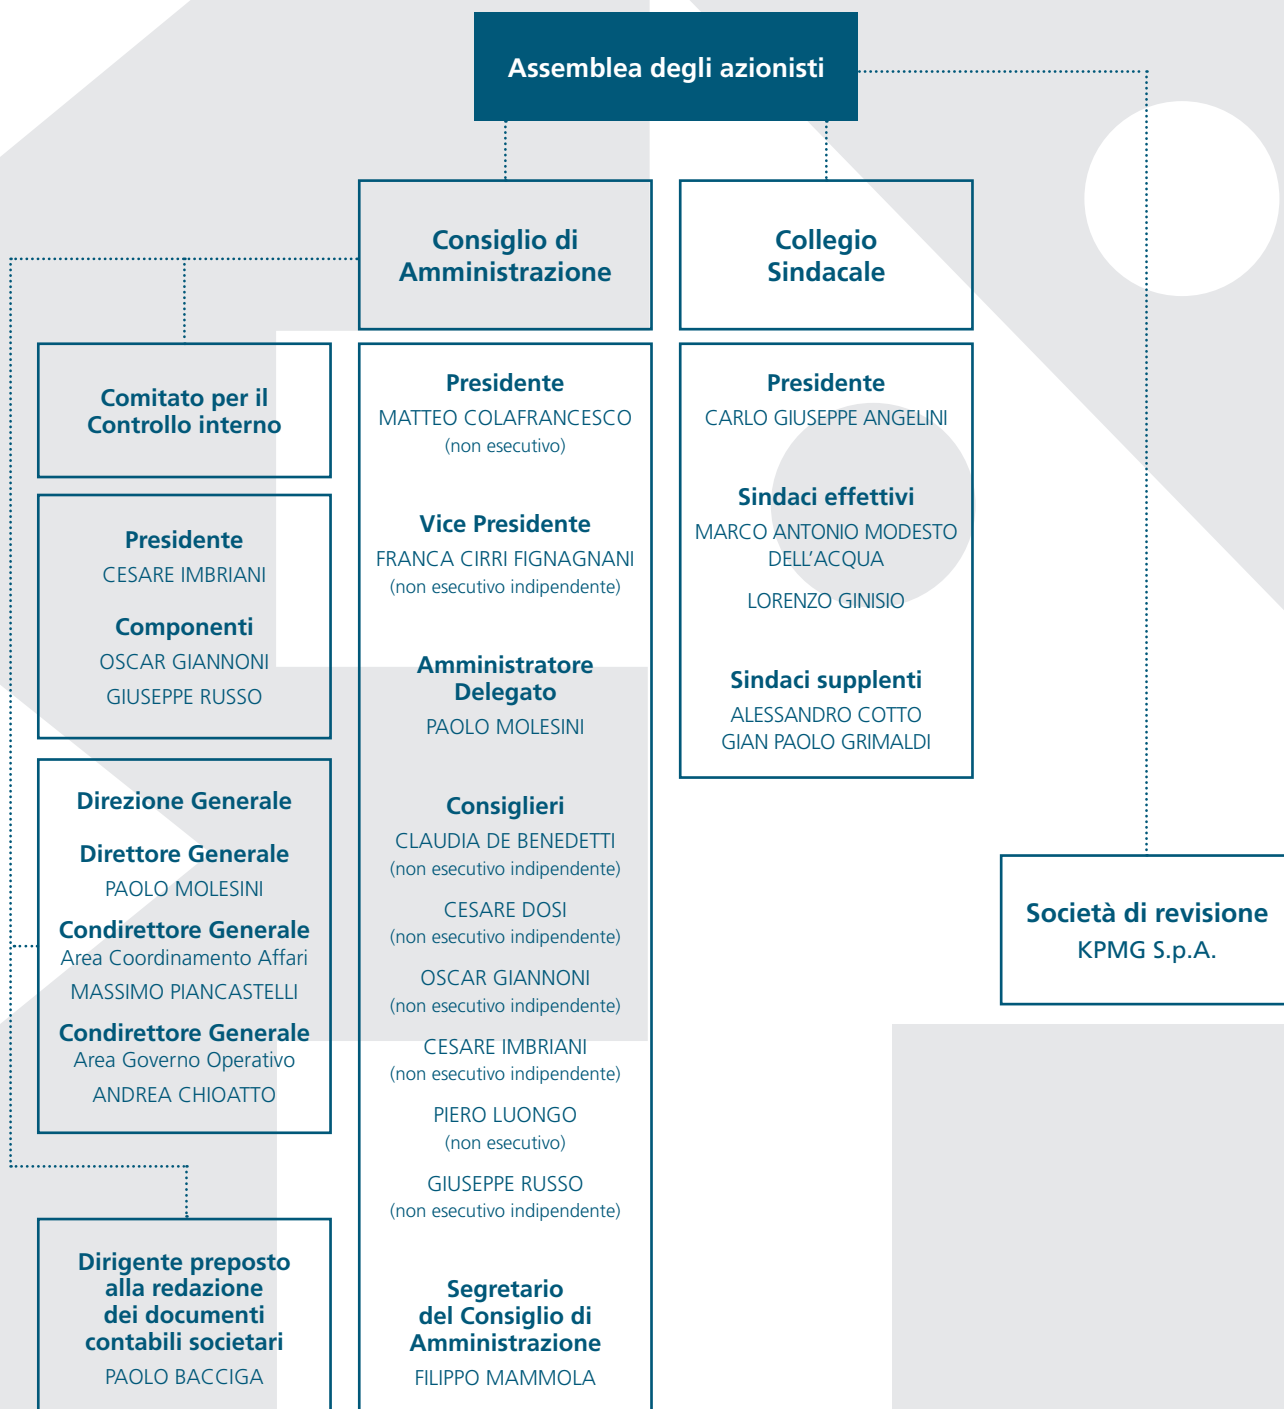 Assemblea degli azionisti
Consiglio di
Amministrazione
Collegio
Sindacale
Comitato per il
Controllo interno
Presidente
CESARE IMBRIANI
Componenti
OSCAR GIANNONI
GIUSEPPE RUSSO
Direzione Generale
Direttore Generale
PAOLO MOLESINI
Condirettore Generale
Area Coordinamento Affari
MASSIMO PIANCASTELLI
Condirettore Generale
Area Governo Operativo
ANDREA CHIOATTO
Dirigente preposto
alla redazione
dei documenti
contabili societari
PAOLO BACCIGA
Presidente
MATTEO COLAFRANCESCO
(non esecutivo)
Vice Presidente
FRANCA CIRRI FIGNAGNANI
(non esecutivo indipendente)
Amministratore
Delegato
PAOLO MOLESINI
Consiglieri
CLAUDIA DE BENEDETTI
(non esecutivo indipendente)
CESARE DOSI
(non esecutivo indipendente)
OSCAR GIANNONI
(non esecutivo indipendente)
CESARE IMBRIANI
(non esecutivo indipendente)
PIERO LUONGO
(non esecutivo)
GIUSEPPE RUSSO
(non esecutivo indipendente)
Segretario
del Consiglio di
Amministrazione
FILIPPO MAMMOLA
Presidente
CARLO GIUSEPPE ANGELINI
Sindaci effettivi
MARCO ANTONIO MODESTO
DELL'ACQUA
LORENZO GINISIO
Sindaci supplenti
ALESSANDRO COTTO
GIAN PAOLO GRIMALDI
Società di revisione
KPMG S.p.A.